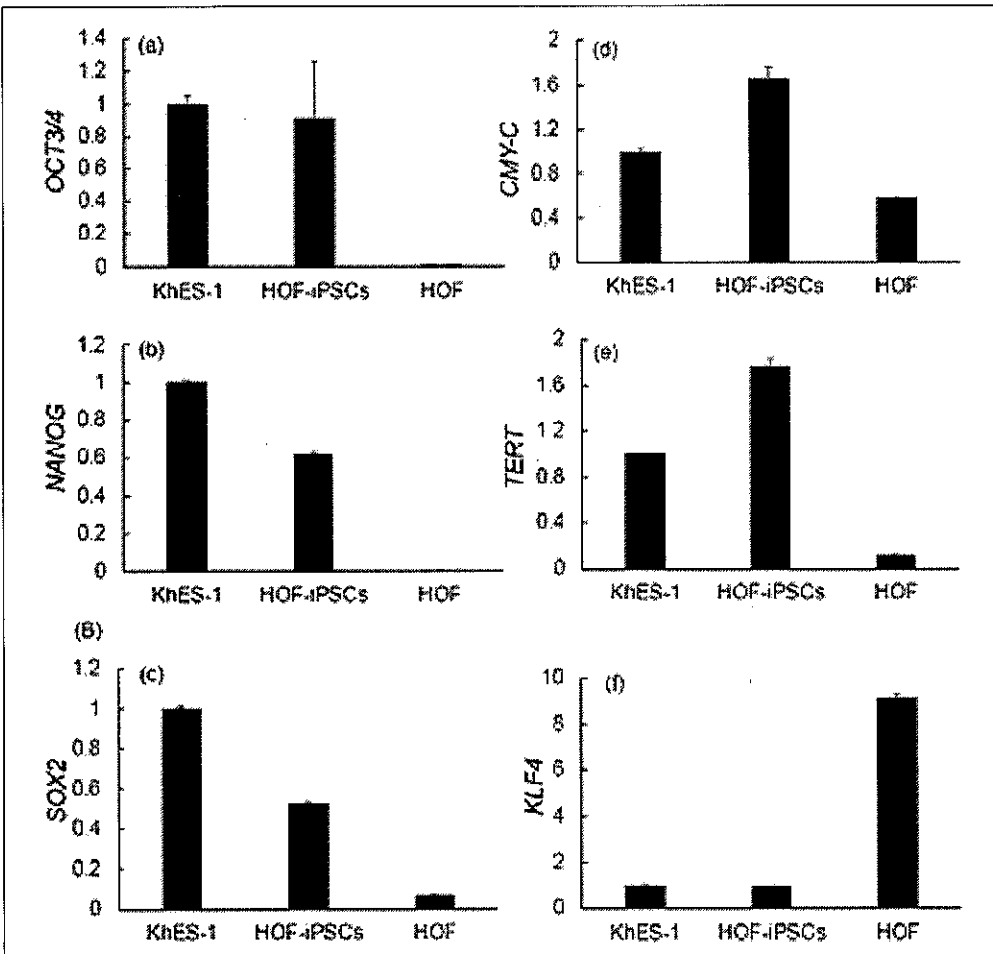 (a)
OCT3/4
1.4
1.2
1
0.8
0.6
0.4
0.2
0
KhES-1 HOF-iPSCs HOF
(d)
CMY-C
2
1.6
1.2
0.8
0.4
0
KhES-1 HOF-iPSCs HOF
(b)
NANOG
1.2
1
0.8
0.6
0.4
0.2
0
KhES-1 HOF-iPSCs HOF
(e)
TERT
2
1.6
1.2
0.8
0.4
0
KhES-1 HOF-iPSCs HOF
(B)
(c)
SOX2
1.2
1
0.8
0.6
0.4
0.2
0
KhES-1 HOF-iPSCs HOF
(f)
KLF4
10
8
6
4
2
0
KhES-1 HOF-iPSCs HOF